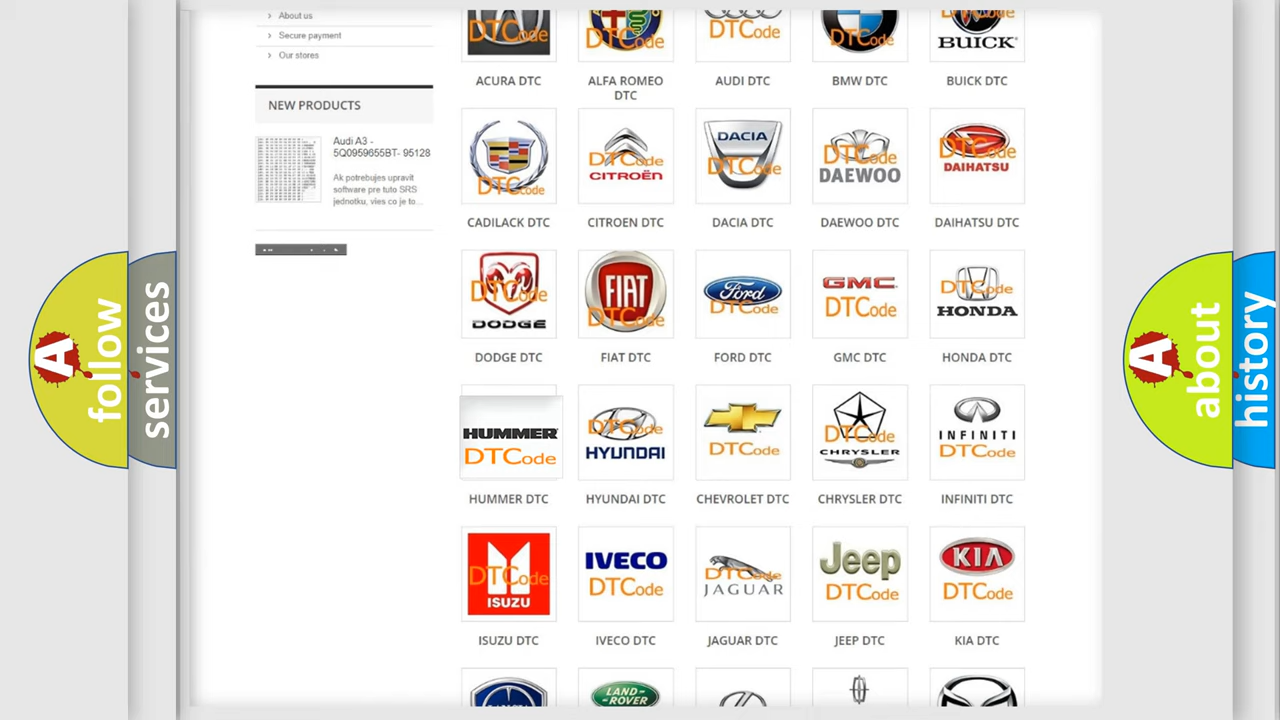 About us
Secure payment
Our stores
NEW PRODUCTS
Audi A3 -
5Q0959655BT- 95128
Ak potrebujes upravit
software pre tuto SRS
jednotku, vies co je to...
DTCode
DTCode
DTCode
DTCode
DTCode
BUICK
ACURA DTC
ALFA ROMEO
DTC
AUDI DTC
BMW DTC
BUICK DTC
DTCode
DTCode
CITROËN
DACIA
DTCode
DTCode
DAEWOO
DTCode
DAIHATSU
CADILACK DTC
CITROEN DTC
DACIA DTC
DAEWOO DTC
DAIHATSU DTC
DTCode
DODGE
FIAT
DTCode
Ford
DTCode
GMC
DTCode
DTCode
HONDA
DODGE DTC
FIAT DTC
FORD DTC
GMC DTC
HONDA DTC
HUMMER
DTCode
DTCode
HYUNDAI
DTCode
DTCode
CHRYSLER
INFINITI
DTCode
HUMMER DTC
HYUNDAI DTC
CHEVROLET DTC
CHRYSLER DTC
INFINITI DTC
DTCode
ISUZU
IVECO
DTCode
DTCode
JAGUAR
Jeep
DTCode
KIA
DTCode
ISUZU DTC
IVECO DTC
JAGUAR DTC
JEEP DTC
KIA DTC
LAND-
ROVER
A
follow
services
A
about
history